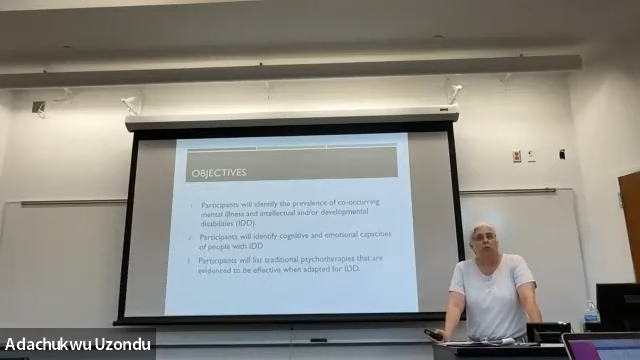 OBJECTIVES
1. Participants will identify the prevalence of co-occurring
mental illness and intellectual and/or developmental
disabilities (IDD).
2. Participants will identify cognitive and emotional capacities
of people with IDD
3. Participants will list traditional psychotherapies that are
evidenced to be effective when adapted for IDD.
Adachukwu Uzondu